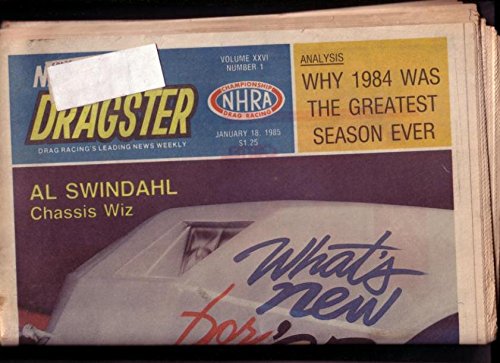 DRAGSTER
DRAG RACING'S LEADING NEWS WEEKLY
VOLUME XXVI
NUMBER 1
CHAMPIONSHIP
NHRA
DRAG RACING
JANUARY 18, 1985
$1.25
ANALYSIS
WHY 1984 WAS
THE GREATEST
SEASON EVER
AL SWINDAHL
Chassis Wiz
What's
new
for